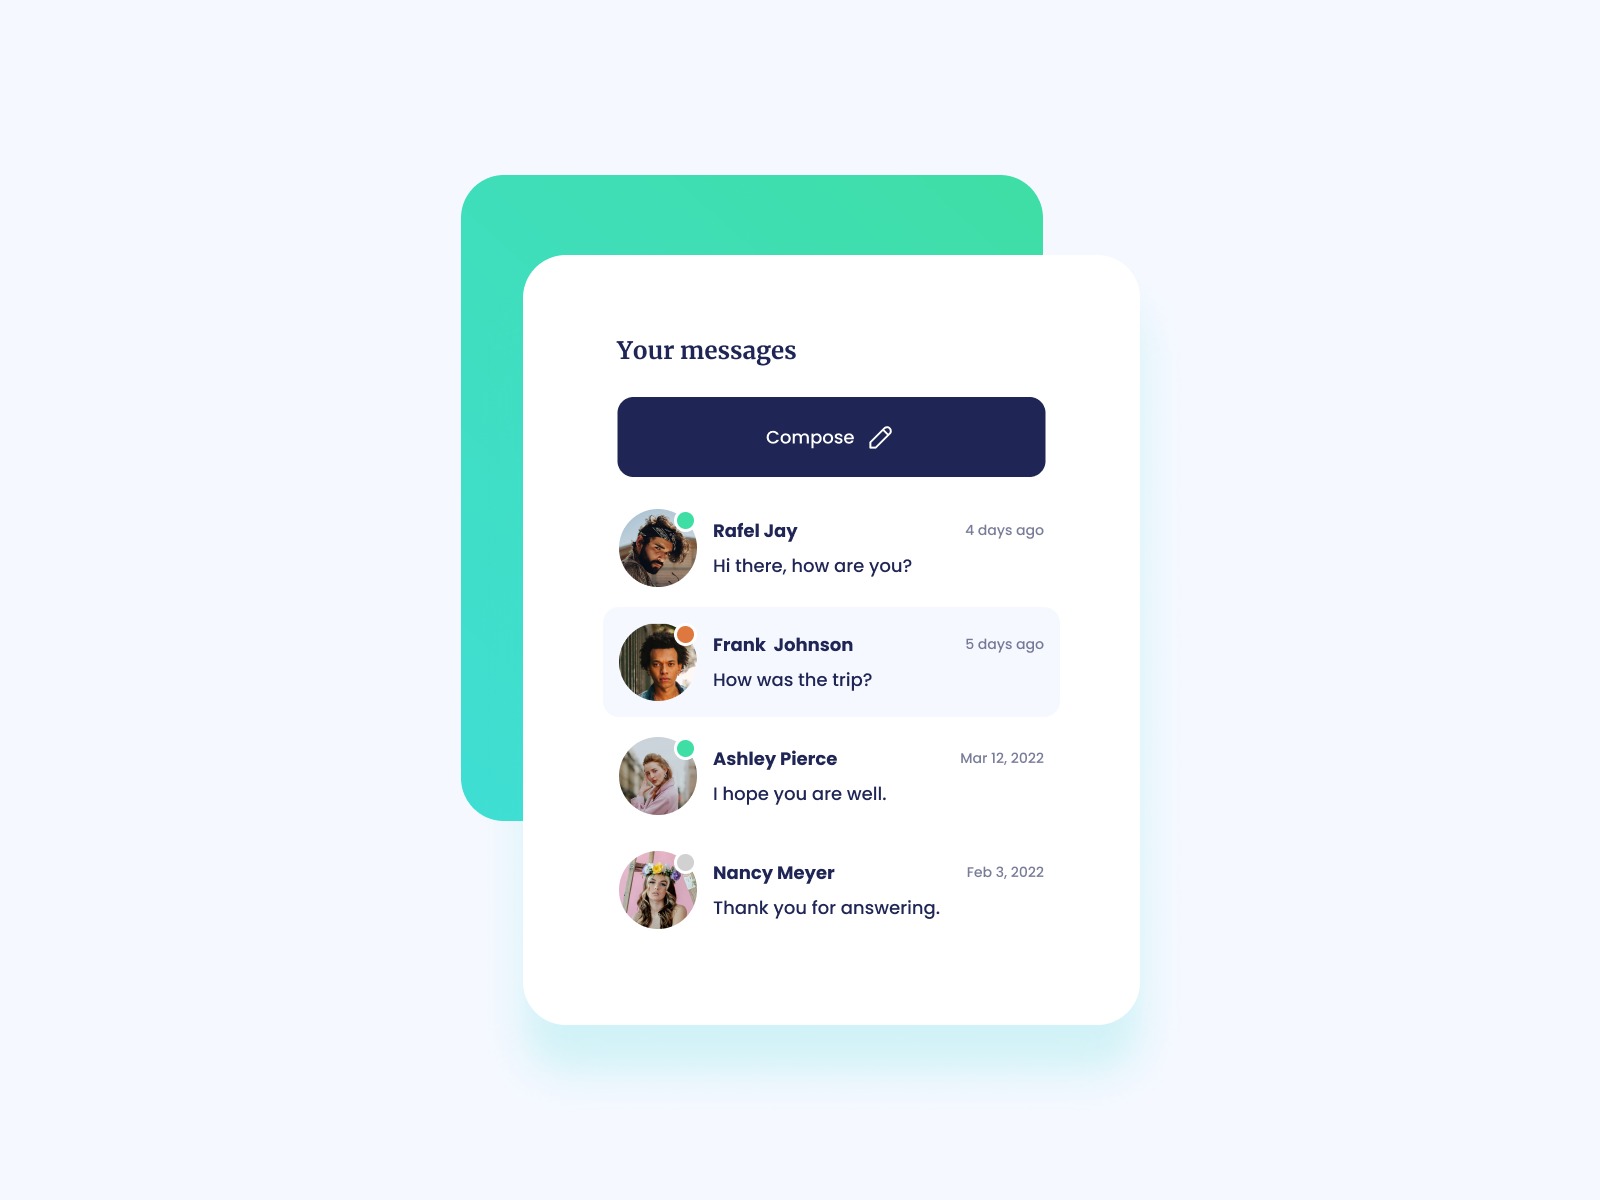 Your messages
Compose
Rafel Jay 4 days ago
Hi there, how are you?
Frank  Johnson 5 days ago
How was the trip?
Ashley Pierce Mar 12, 2022
I hope you are well.
Nancy Meyer Feb 3, 2022
Thank you for answering.